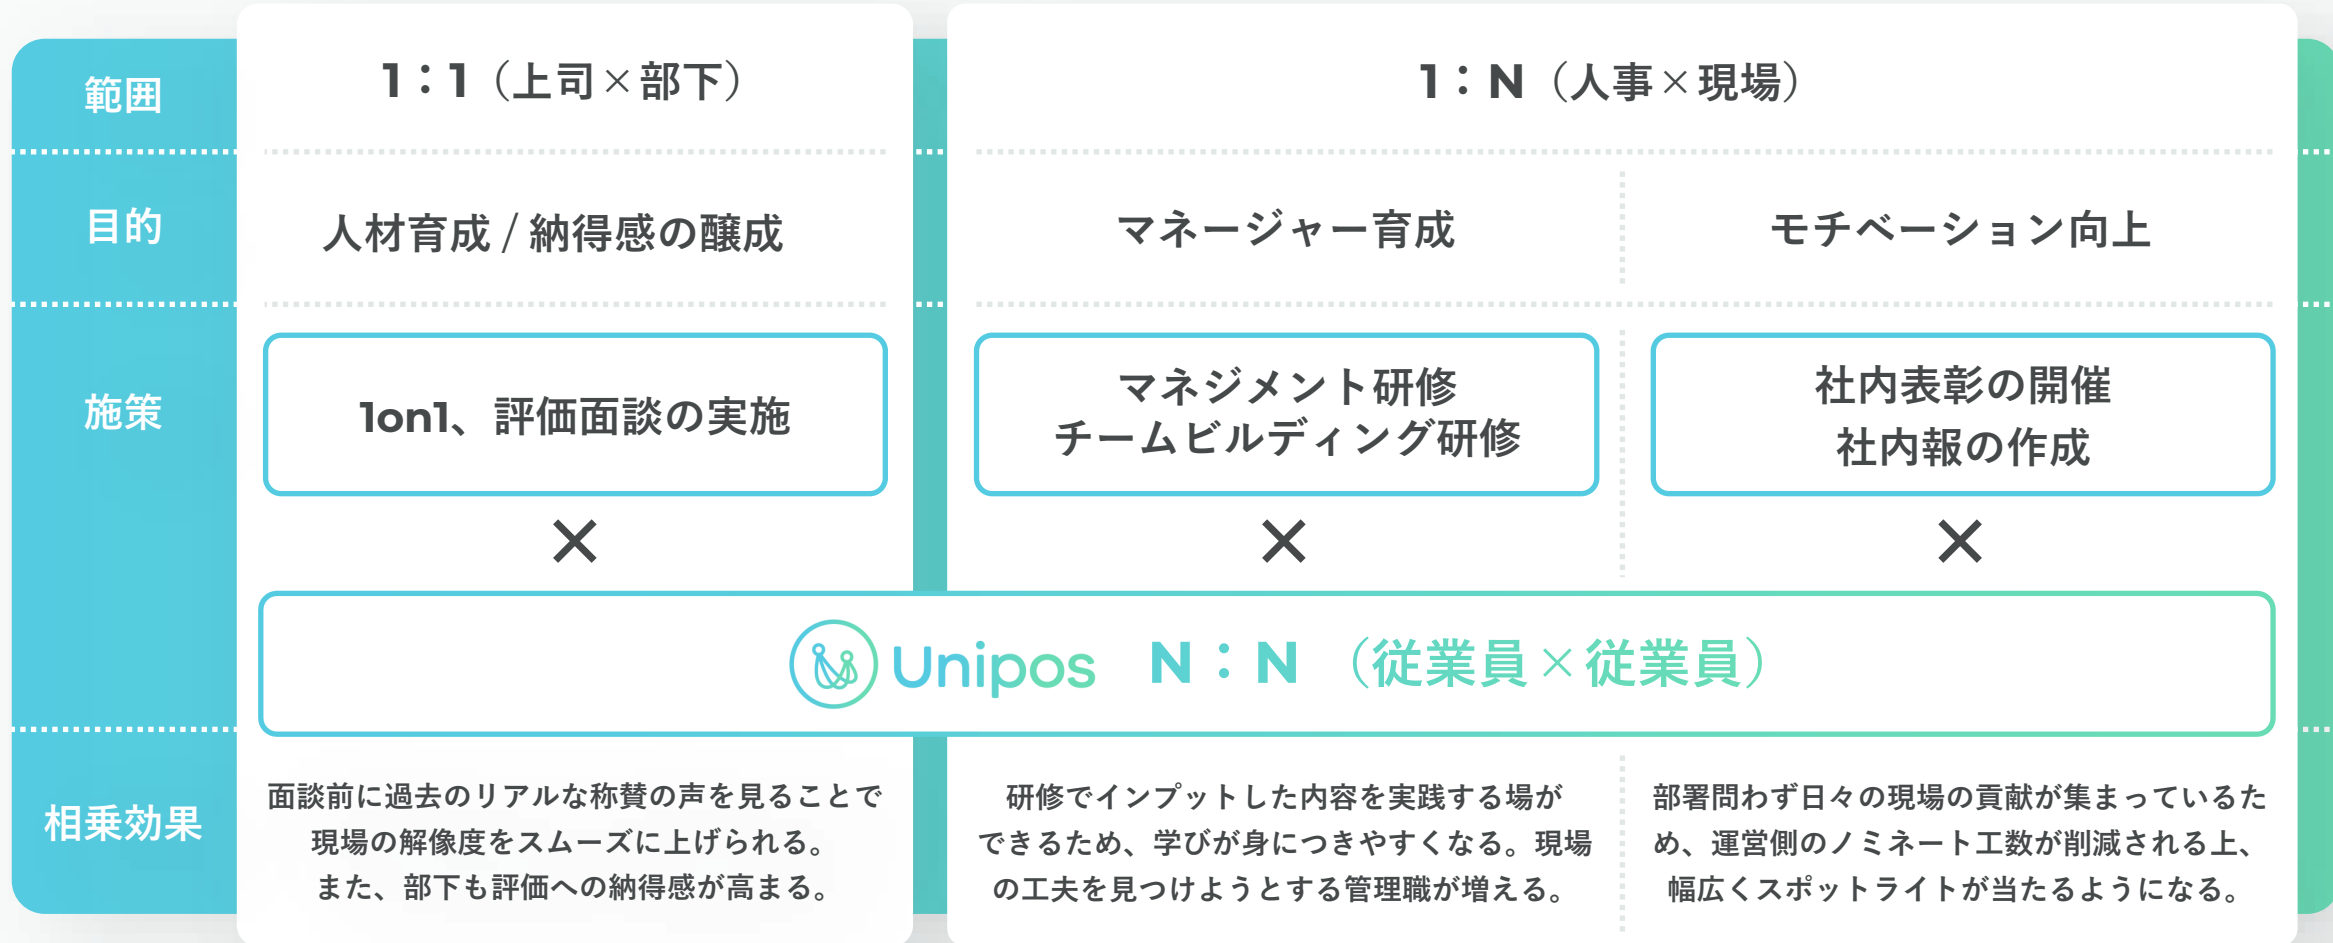 範囲
1：1（上司×部下）
1：N（人事×現場）
目的
人材育成 / 納得感の醸成
マネージャー育成
モチベーション向上
施策
1on1、評価面談の実施
マネジメント研修
チームビルディング研修
社内表彰の開催
社内報の作成
×
×
×
Unipos N：N （従業員×従業員）
相乗効果
面談前に過去のリアルな称賛の声を見ることで
現場の解像度をスムーズに上げられる。
また、部下も評価への納得感が高まる。
研修でインプットした内容を実践する場が
できるため、学びが身につきやすくなる。現場
の工夫を見つけようとする管理職が増える。
部署問わず日々の現場の貢献が集まっているた
め、運営側のノミネート工数が削減される上、
幅広くスポットライトが当たるようになる。